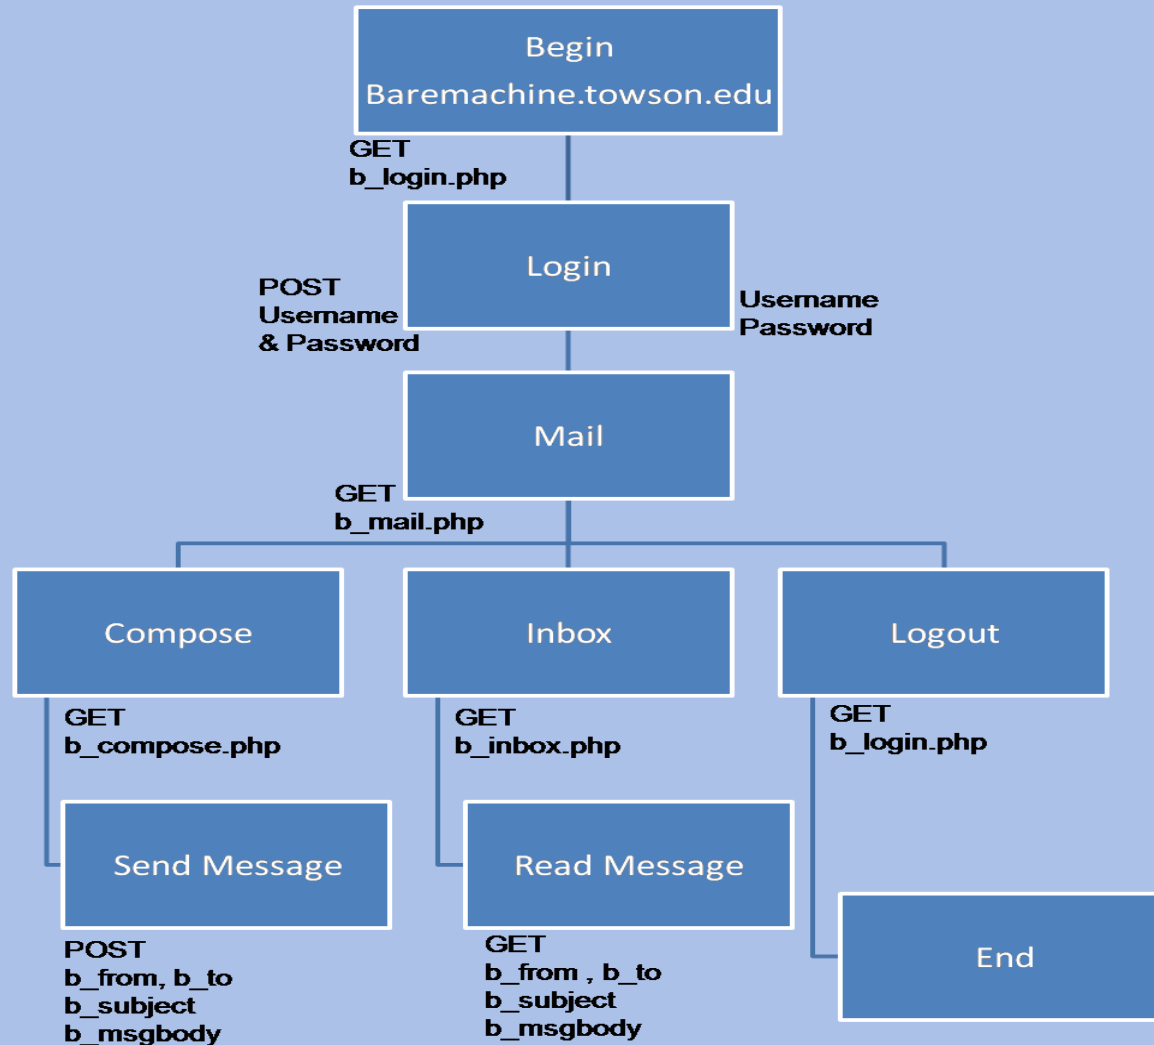 Begin
Baremachine.towson.edu
GET
b_login.php
Login
POST
Username
& Password
Username
Password
Mail
GET
b_mail.php
Compose
Inbox
Logout
GET
b_compose.php
GET
b_inbox.php
GET
b_login.php
Send Message
Read Message
End
POST
b_from, b_to
b_subject
b_msgbody
GET
b_from , b_to
b_subject
b_msgbody